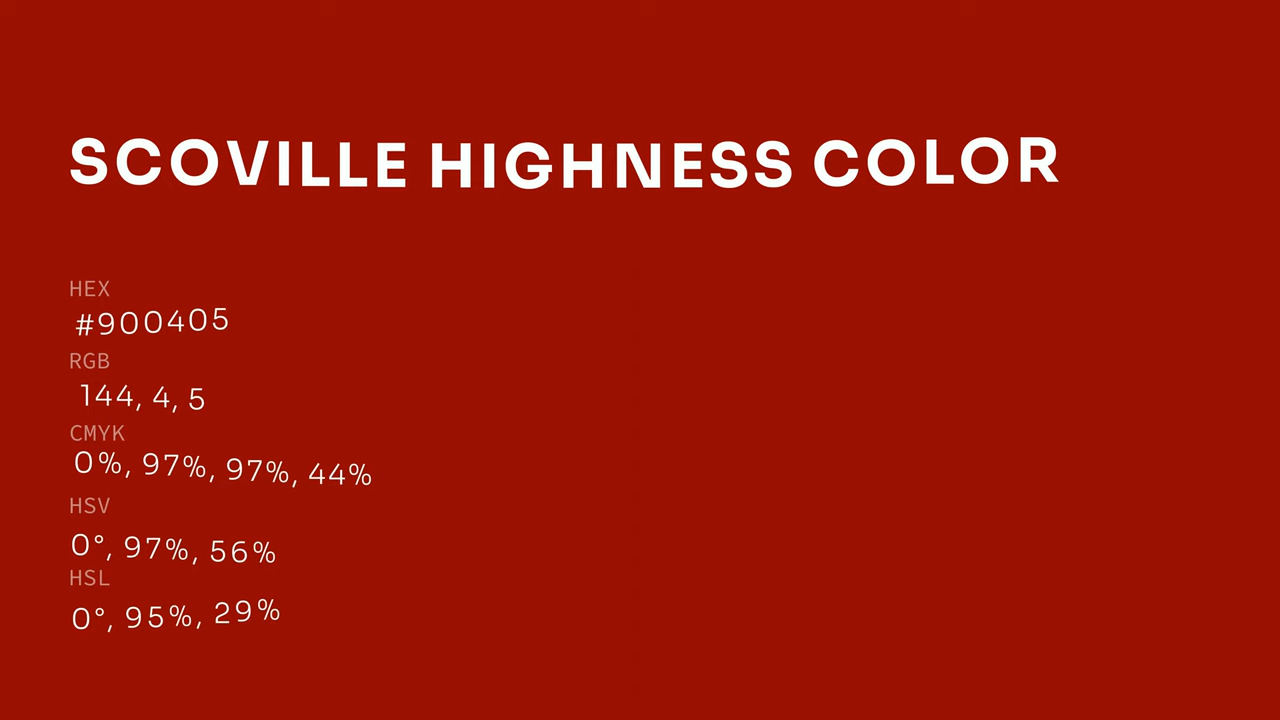 SCOVILLE HIGHNESS COLOR
HEX
#900405
RGB
144, 4, 5
CMYK
0%, 97%, 97%, 44%
HSV
0°, 97%, 56%
HSL
0°, 95%, 29%